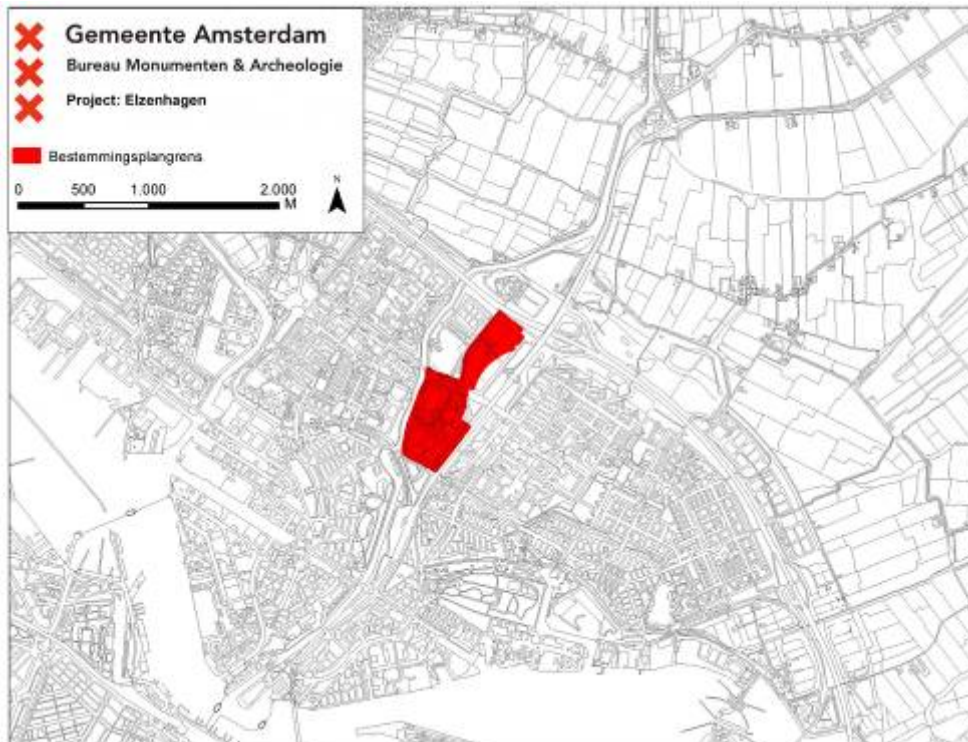 Gemeente Amsterdam
Bureau Monumenten & Archeologie
Project: Elzenhagen
Bestemmingsplangrens
0 500 1.000 2.000
M
N